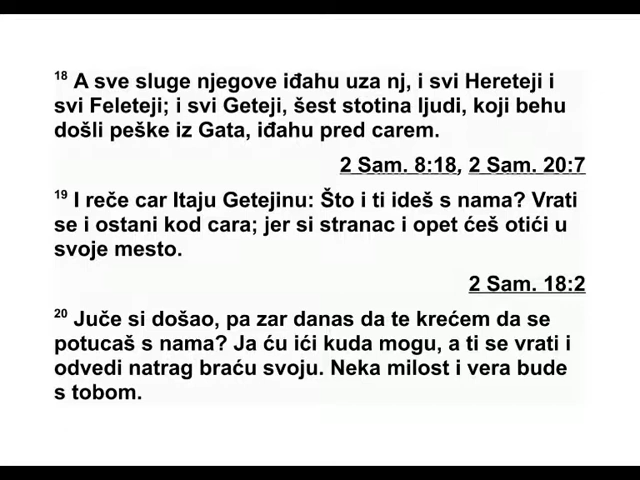 18 A sve sluge njegove iđahu uza nj, i svi Hereteji i
svi Feleteji; i svi Geteji, šest stotina ljudi, koji behu
došli peške iz Gata, iđahu pred carem.
2 Sam. 8:18, 2 Sam. 20:7
19 I reče car Itaju Getejinu: Što i ti ideš s nama? Vrati
se i ostani kod cara; jer si stranac i opet ćeš otići u
svoje mesto.
2 Sam. 18:2
20 Juče si došao, pa zar danas da te krećem da se
potucaš s nama? Ja ću ići kuda mogu, a ti se vrati i
odvedi natrag braću svoju. Neka milost i vera bude
s tobom.